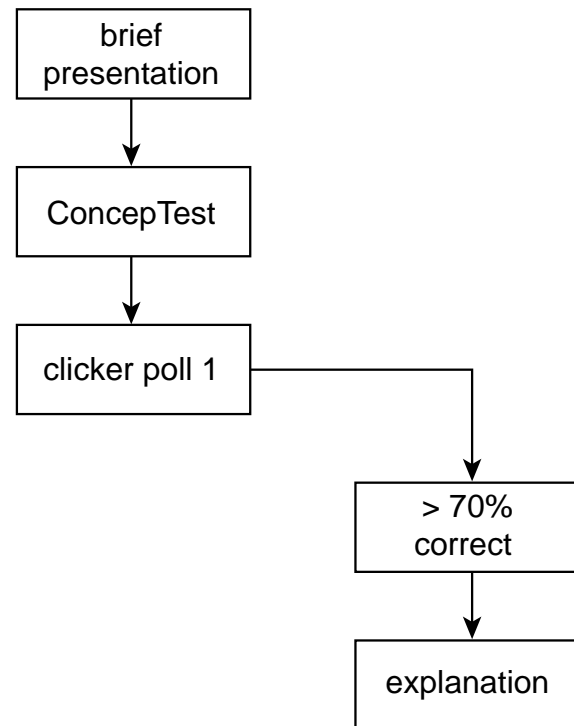 brief
presentation
ConcepTest
clicker poll 1
> 70%
correct
explanation